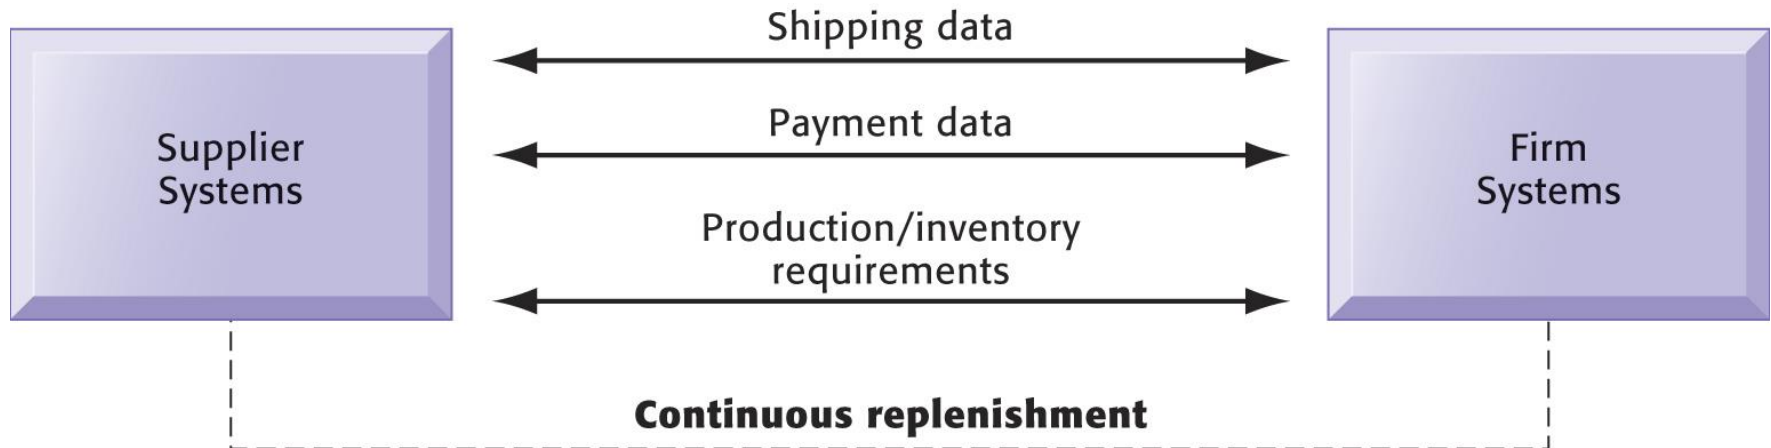 Shipping data
Payment data
Supplier
Systems
Firm
Systems
Production/inventory
requirements
Continuous replenishment